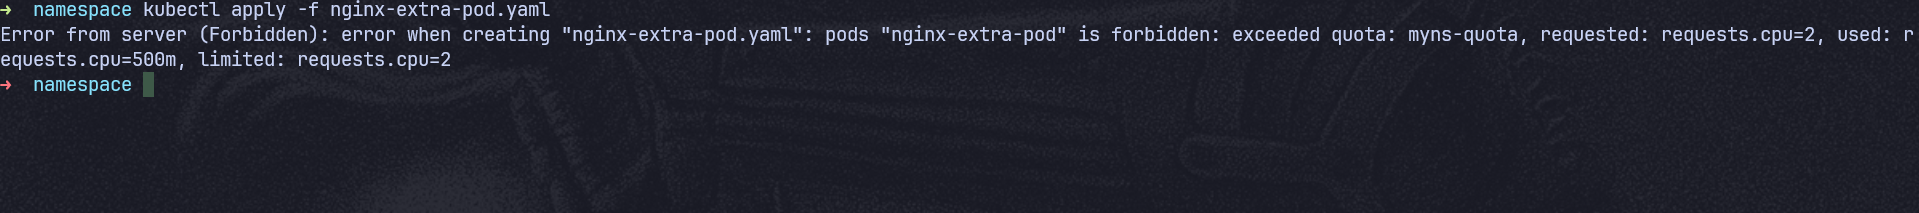 ➜  namespace kubectl apply -f nginx-extra-pod.yaml
Error from server (Forbidden): error when creating "nginx-extra-pod.yaml": pods "nginx-extra-pod" is forbidden: exceeded quota: myns-quota, requested: requests.cpu=2, used: r
equests.cpu=500m, limited: requests.cpu=2
➜  namespace